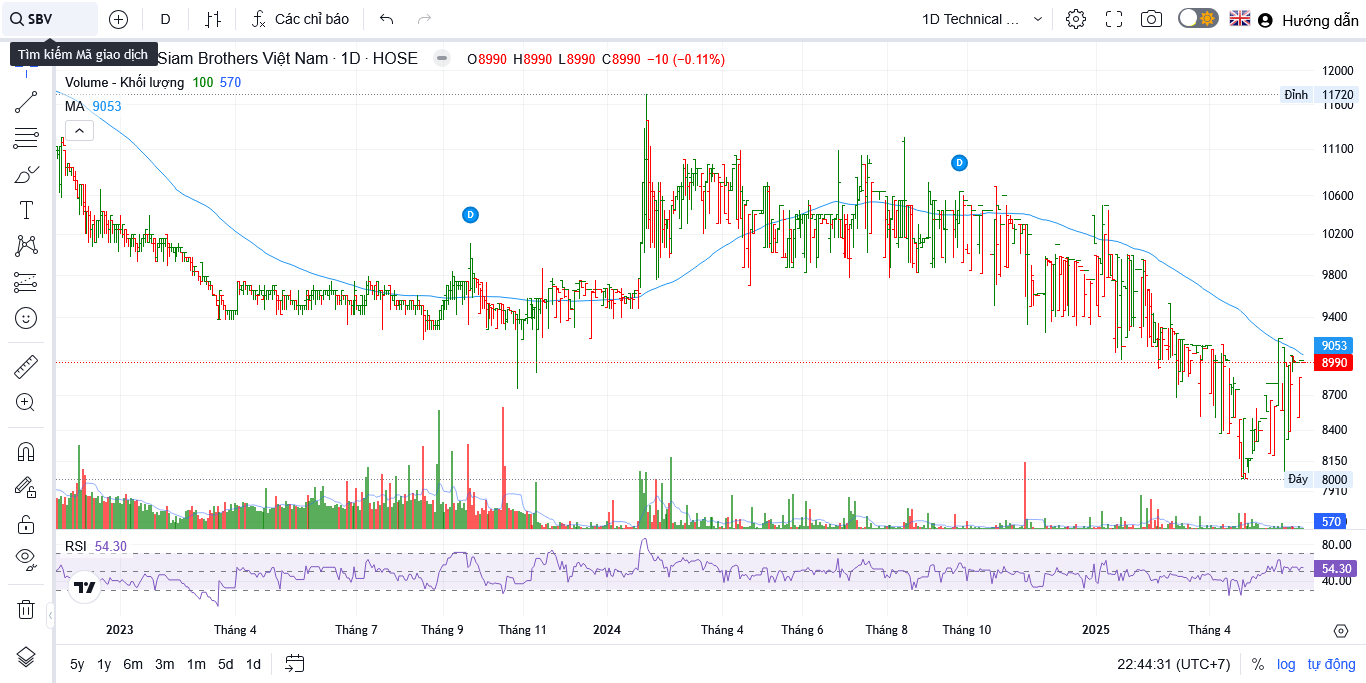 SBV
D
Các chỉ báo
1D Technical ...
Hướng dẫn
Tìm kiếm Mã giao dịch
Siam Brothers Việt Nam · 1D · HOSE
O8990 H8990 L8990 C8990 −10 (−0.11%)
Volume - Khối lượng 100 570
MA 9053
12000
Đỉnh 11720
11600
11100
10600
10200
9800
9400
9053
8990
8700
8400
8150
Đáy 8000
7910
570
D
D
RSI 54.30
80.00
54.30
40.00
2023 Tháng 4 Tháng 7 Tháng 9 Tháng 11 2024 Tháng 4 Tháng 6 Tháng 8 Tháng 10 2025 Tháng 4
5y 1y 6m 3m 1m 5d 1d
22:44:31 (UTC+7) % log tự động